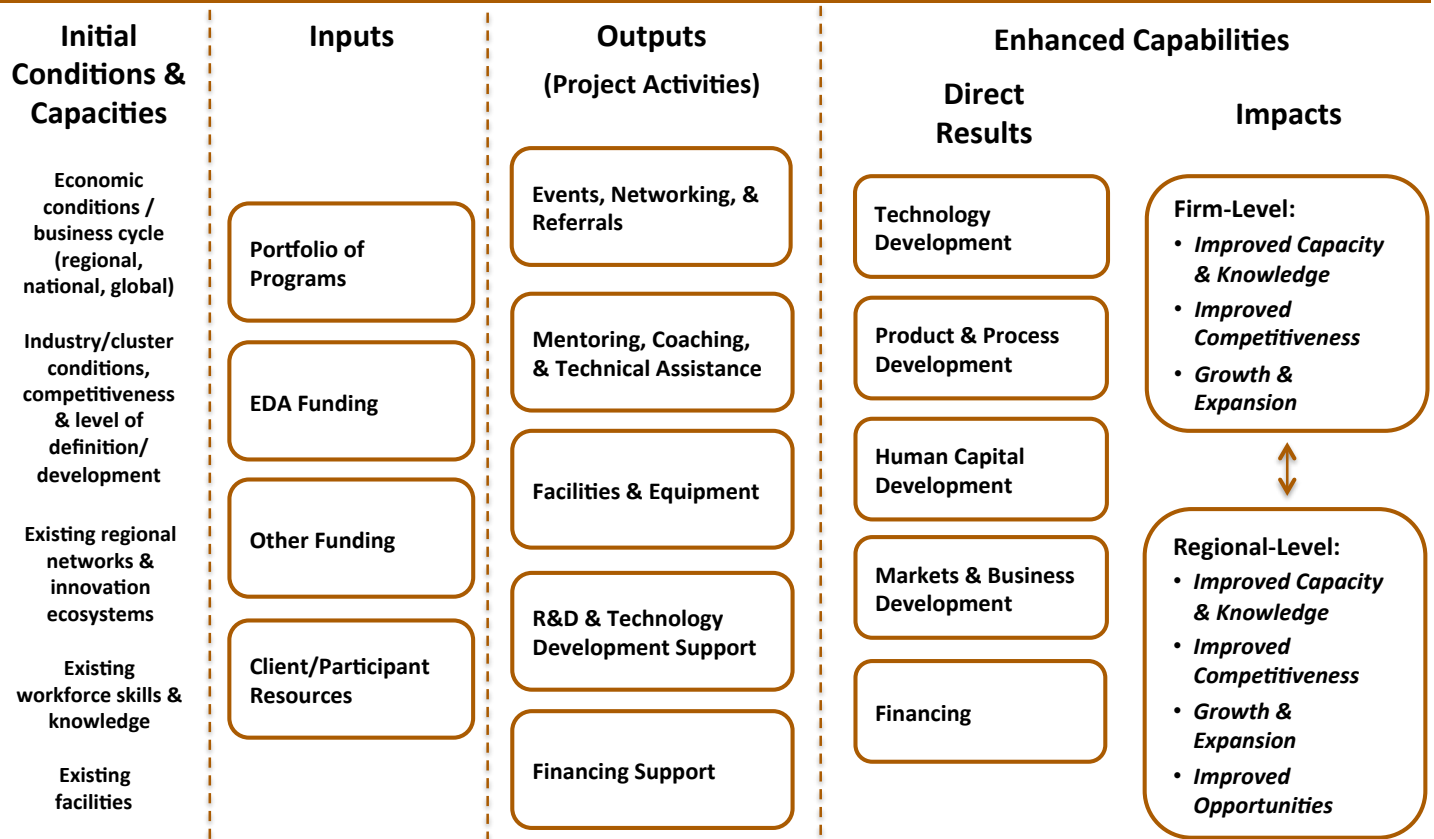 Initial
Conditions &
Capacities
Economic
conditions /
business cycle
(regional,
national, global)
Industry/cluster
conditions,
competitiveness
& level of
definition/
development
Existing regional
networks &
innovation
ecosystems
Existing
workforce skills &
knowledge
Existing
facilities
Inputs
Portfolio of
Programs
EDA Funding
Other Funding
Client/Participant
Resources
Outputs
(Project Activities)
Events, Networking, &
Referrals
Mentoring, Coaching,
& Technical Assistance
Facilities & Equipment
R&D & Technology
Development Support
Financing Support
Enhanced Capabilities
Direct
Results
Technology
Development
Product & Process
Development
Human Capital
Development
Markets & Business
Development
Financing
Impacts
Firm-Level:
• Improved Capacity
& Knowledge
• Improved
Competitiveness
• Growth &
Expansion
Regional-Level:
• Improved Capacity
& Knowledge
• Improved
Competitiveness
• Growth &
Expansion
• Improved
Opportunities